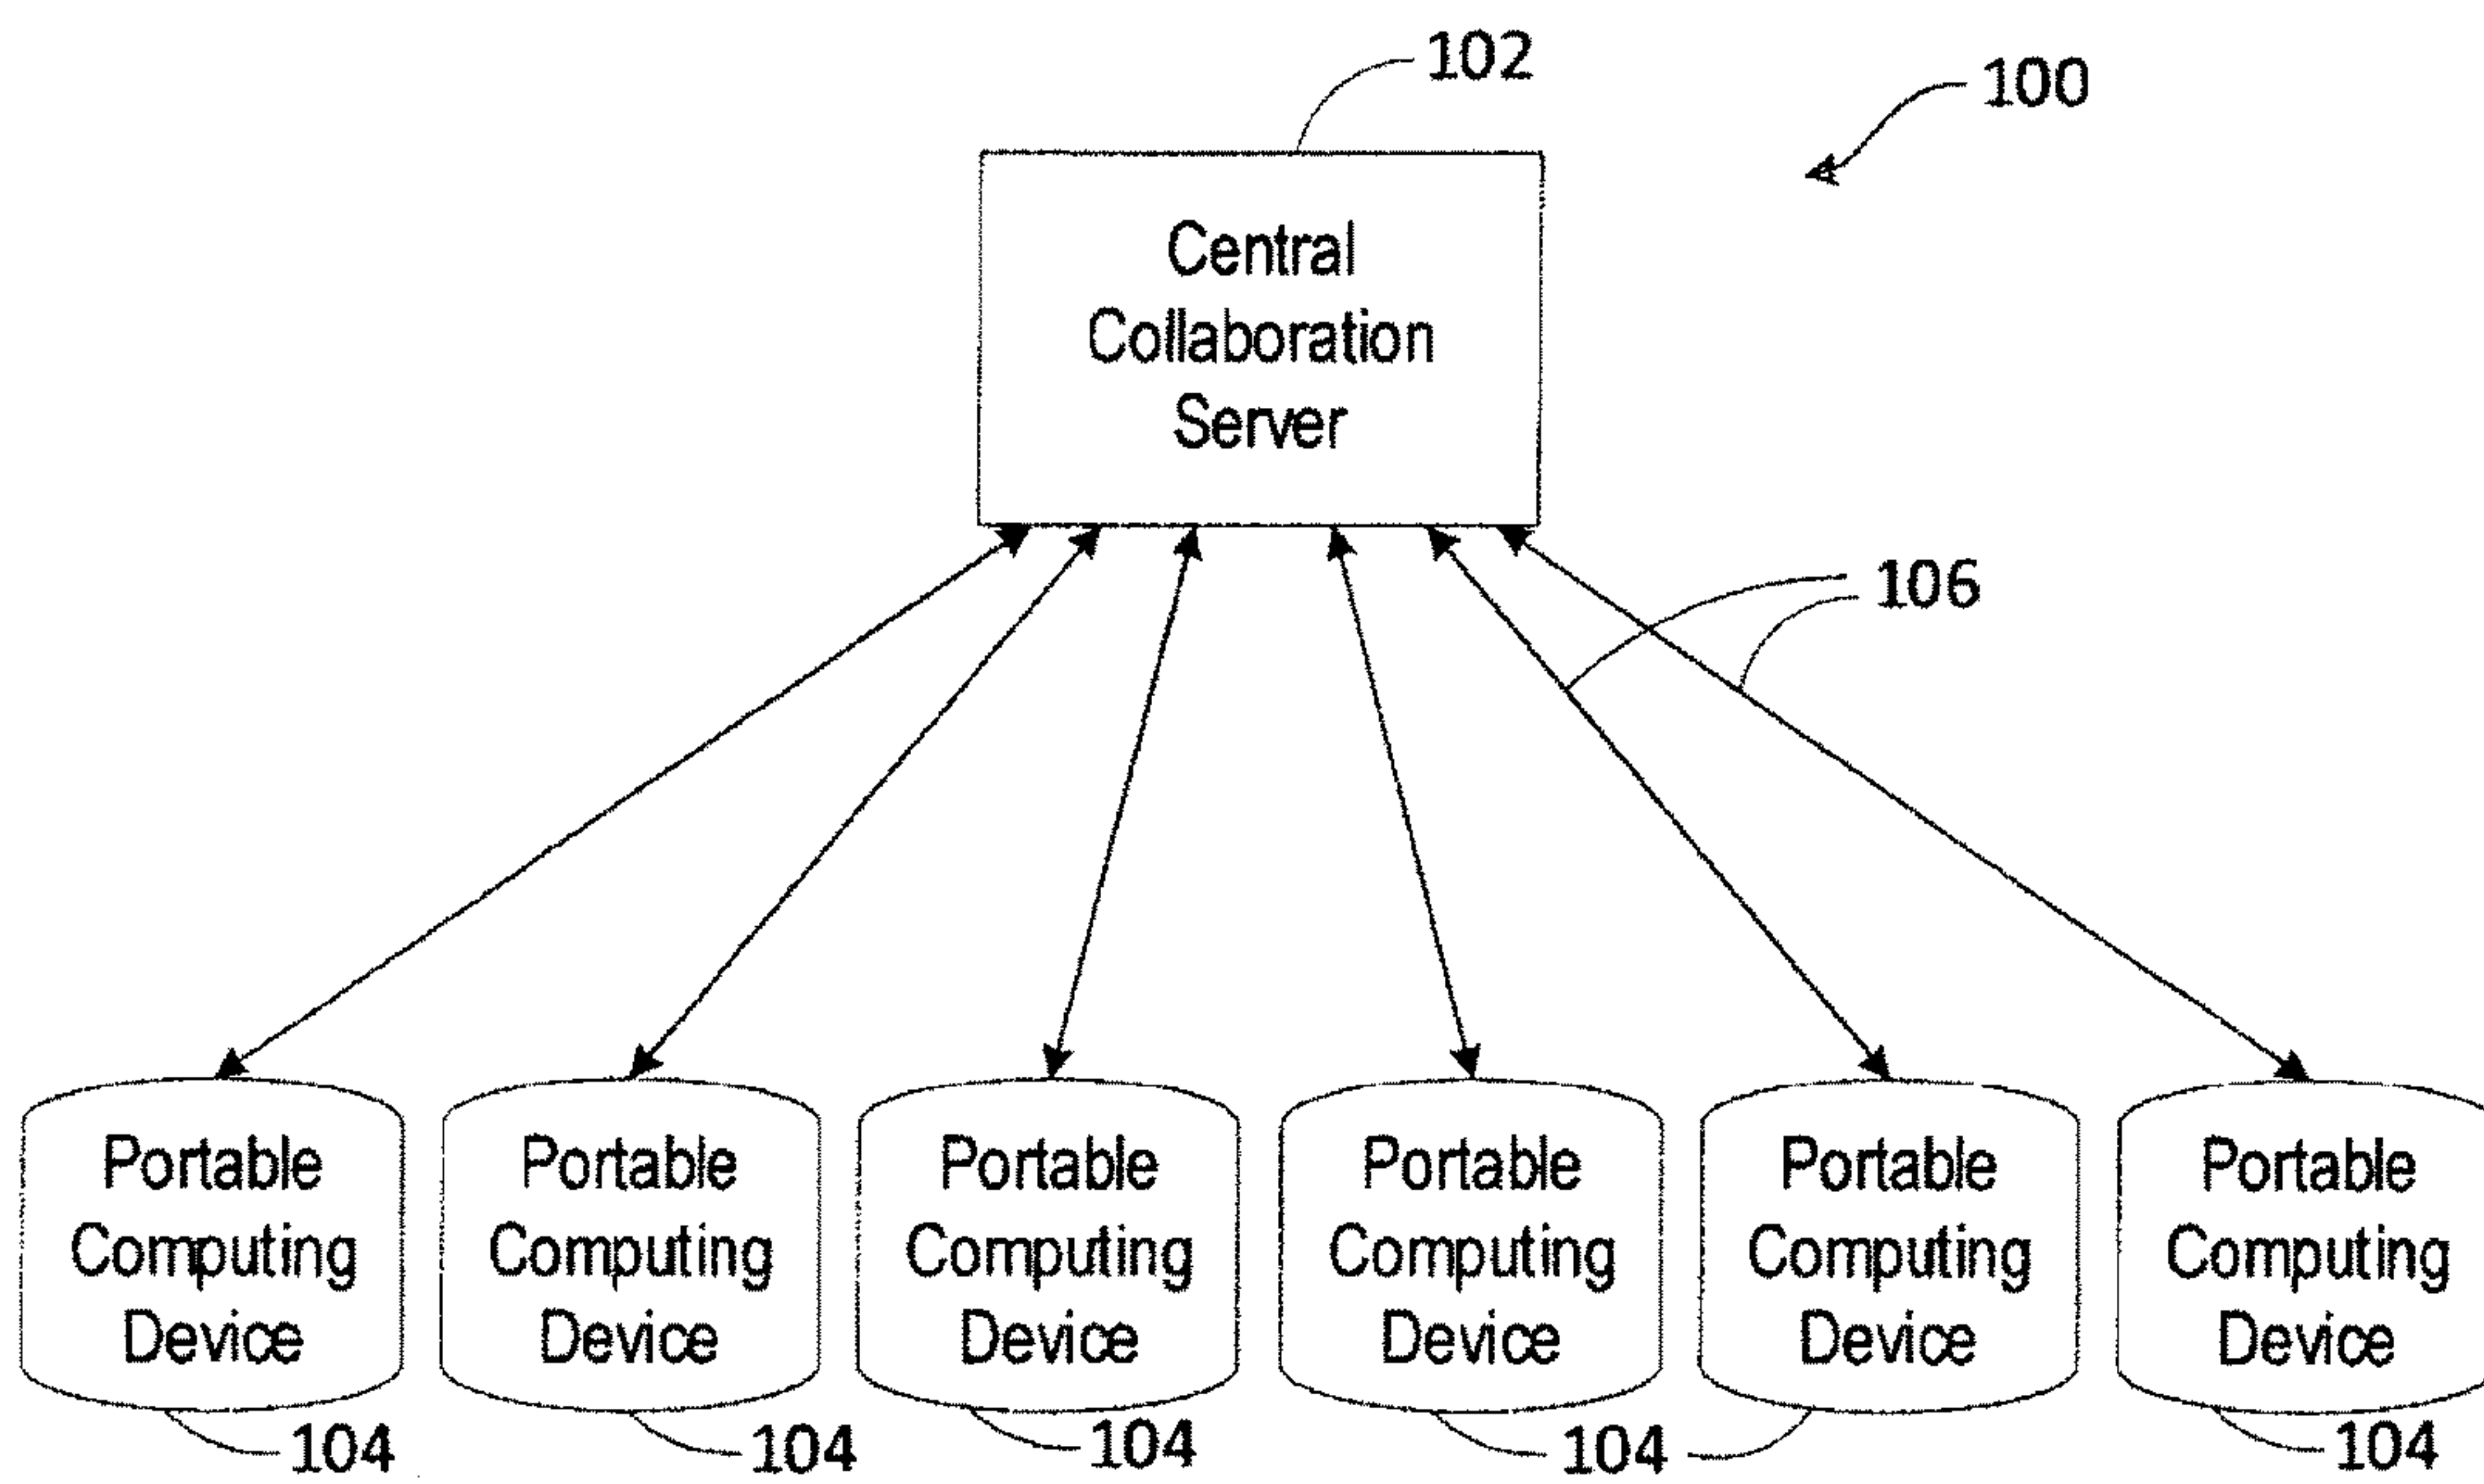 102
100
Central
Collaboration
Server
106
Portable Portable Portable Portable Portable Portable
Computing Computing Computing Computing Computing Computing
Device Device Device Device Device Device
104 104 104 104 104